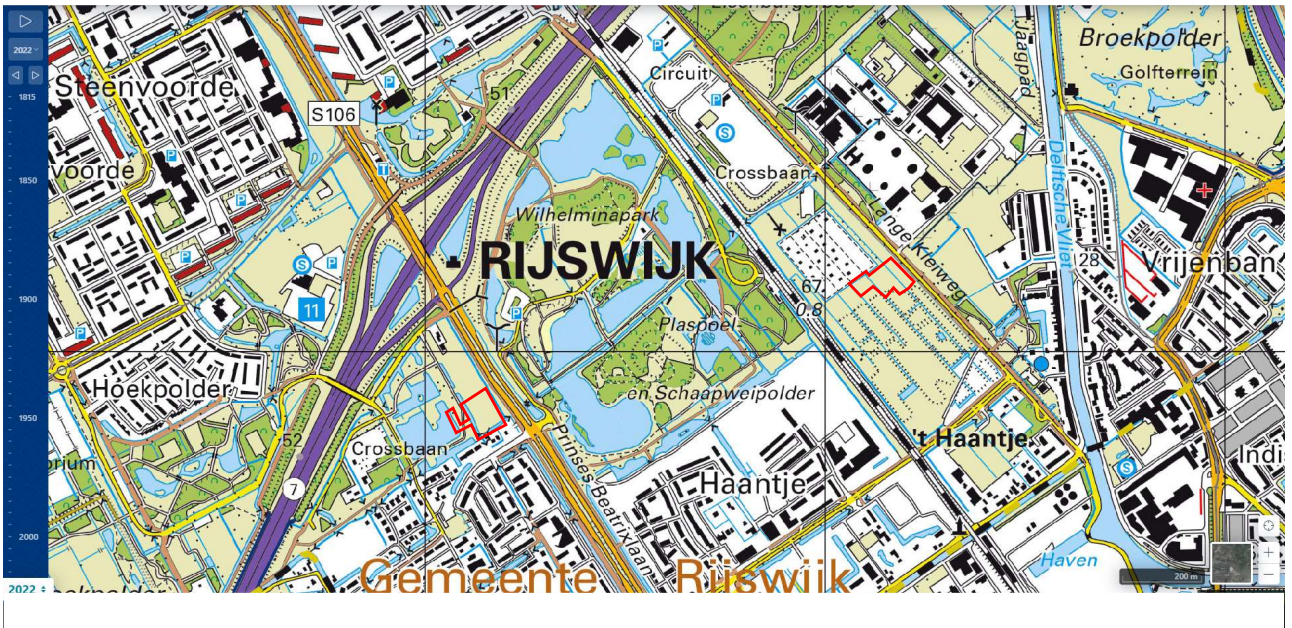 2022
1815
1850
1900
1950
2000
2022
Steenvoorde
voorde
S106
P
P
P
P
P
P
P
P
T
S
11
51
Circuit
S
Crossbaan
Wilhelminapark
RIJSWIJK
Plaspoel-
en Schaapweipolder
67
0.8
Lange Kleiweg
Jaagpad
Delftsche Vliet
Broekpolder
Golfterrein
128
Vrijenban
Hoekpolder
52
7
Crossbaan
Prinses Beatrixlaan
Haantje
't Haantje
S
Indi
orium
Haven
Gemeente Rijswijk
200 m